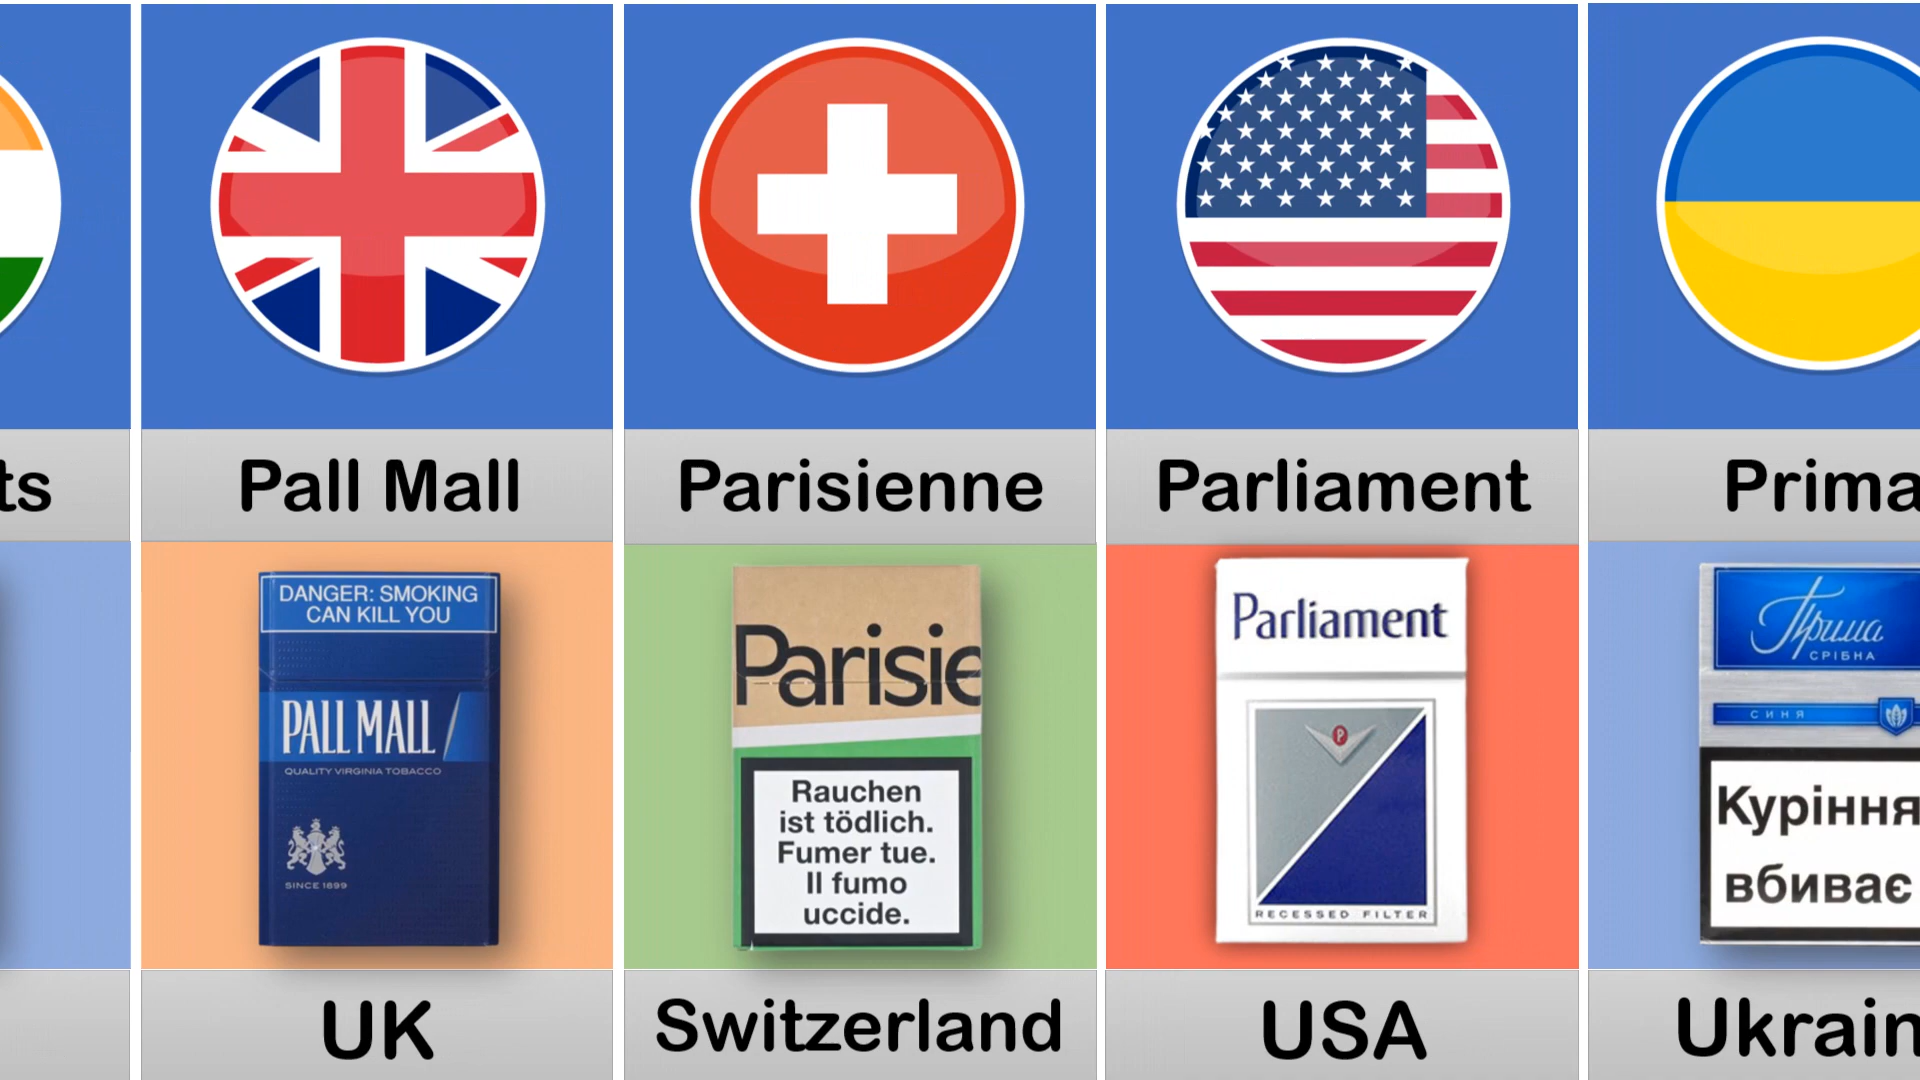 ts
Pall Mall
Parisienne
Parliament
Prima
DANGER: SMOKING
CAN KILL YOU
PALL MALL
QUALITY VIRGINIA TOBACCO
SINCE 1899
Parisie
Rauchen
ist tödlich.
Fumer tue.
Il fumo
uccide.
Parliament
P
RECESSED FILTER
Прима
СРІБНА
СИНЯ
Куріння
вбиває
UK
Switzerland
USA
Ukrain